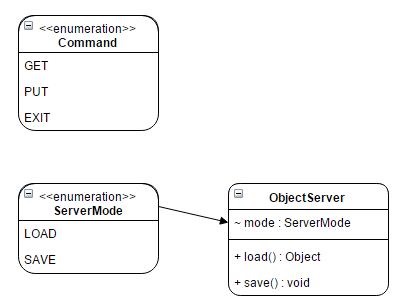 <<enumeration>>
Command
GET
PUT
EXIT
<<enumeration>>
ServerMode
LOAD
SAVE
ObjectServer
~ mode : ServerMode
+ load() : Object
+ save() : void